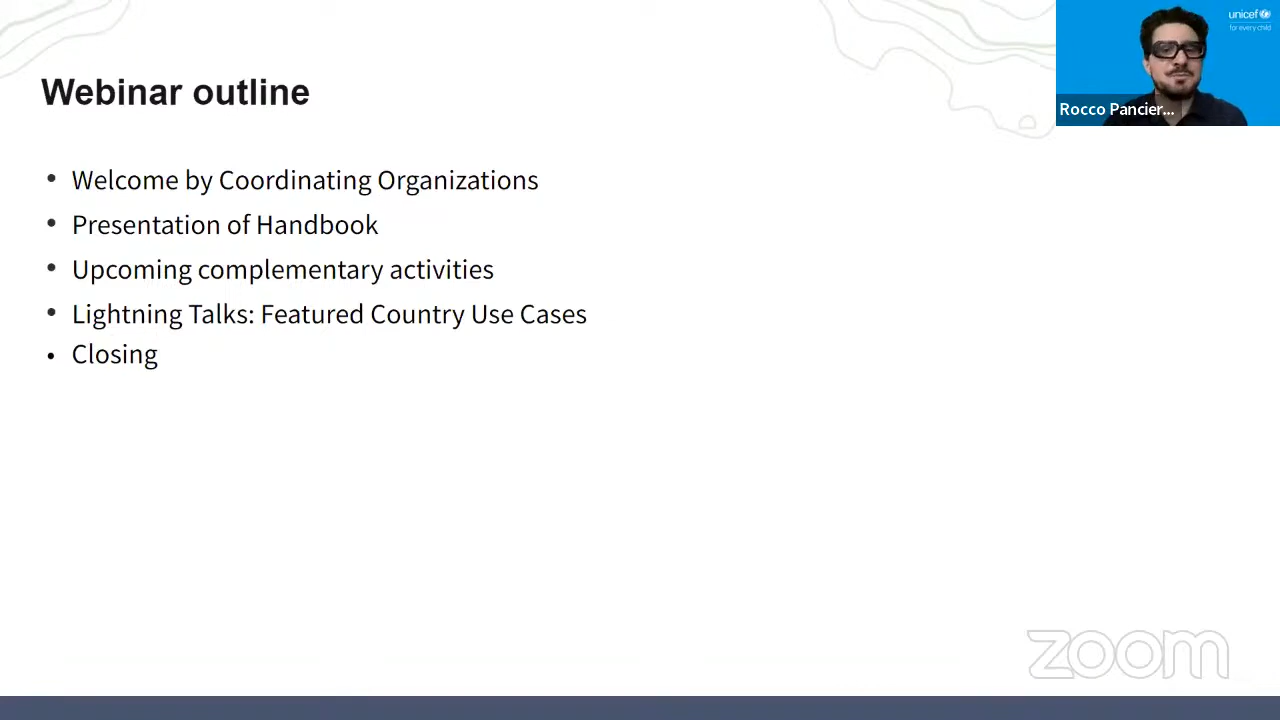 Webinar outline
• Welcome by Coordinating Organizations
• Presentation of Handbook
• Upcoming complementary activities
• Lightning Talks: Featured Country Use Cases
• Closing
unicef
for every child
Rocco Pancier...
zoom